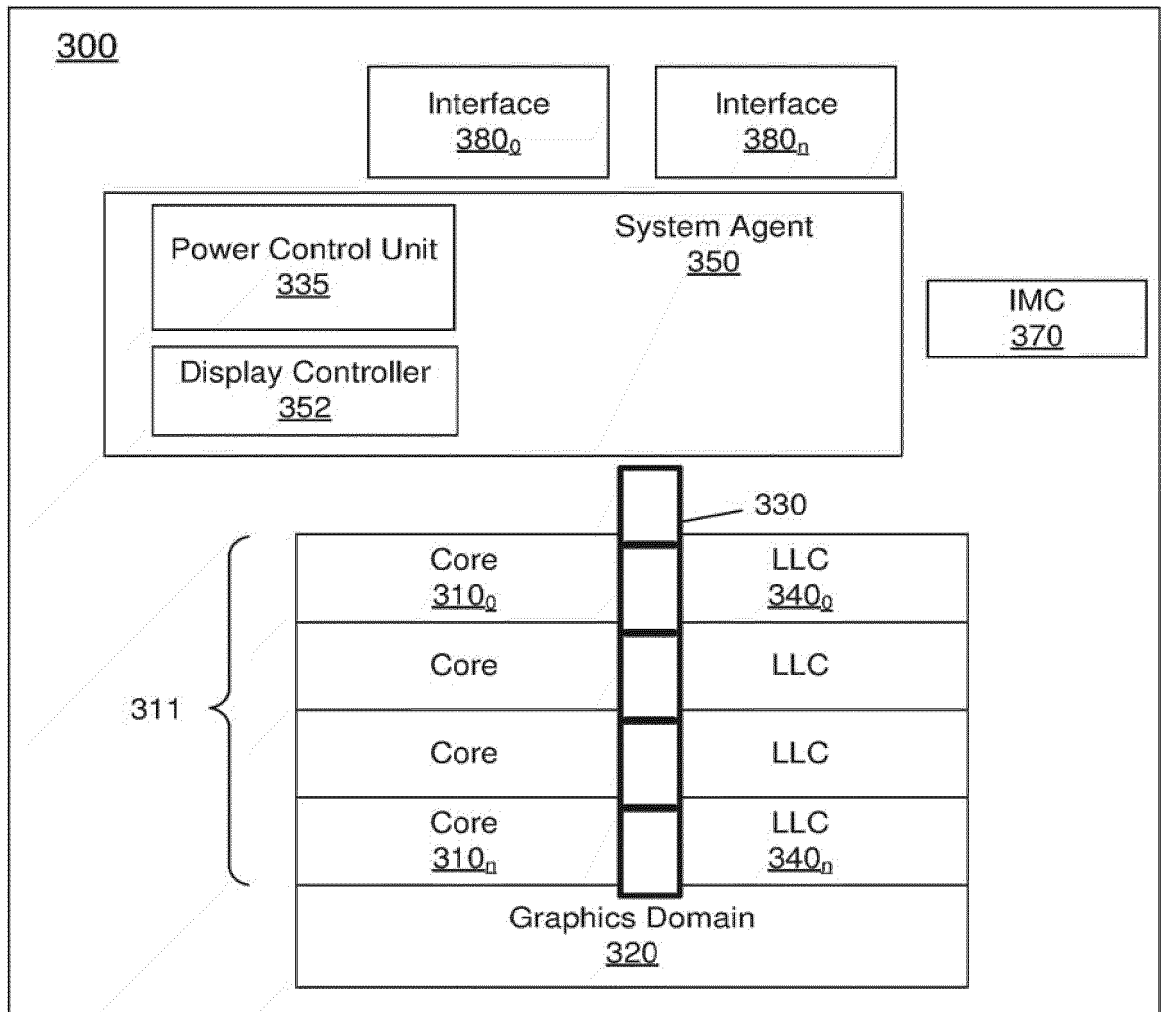 300
Interface
380₀
Interface
380ₙ
Power Control Unit
335
System Agent
350
Display Controller
352
IMC
370
330
311
Core
310₀
LLC
340₀
Core
LLC
Core
LLC
Core
310ₙ
LLC
340ₙ
Graphics Domain
320